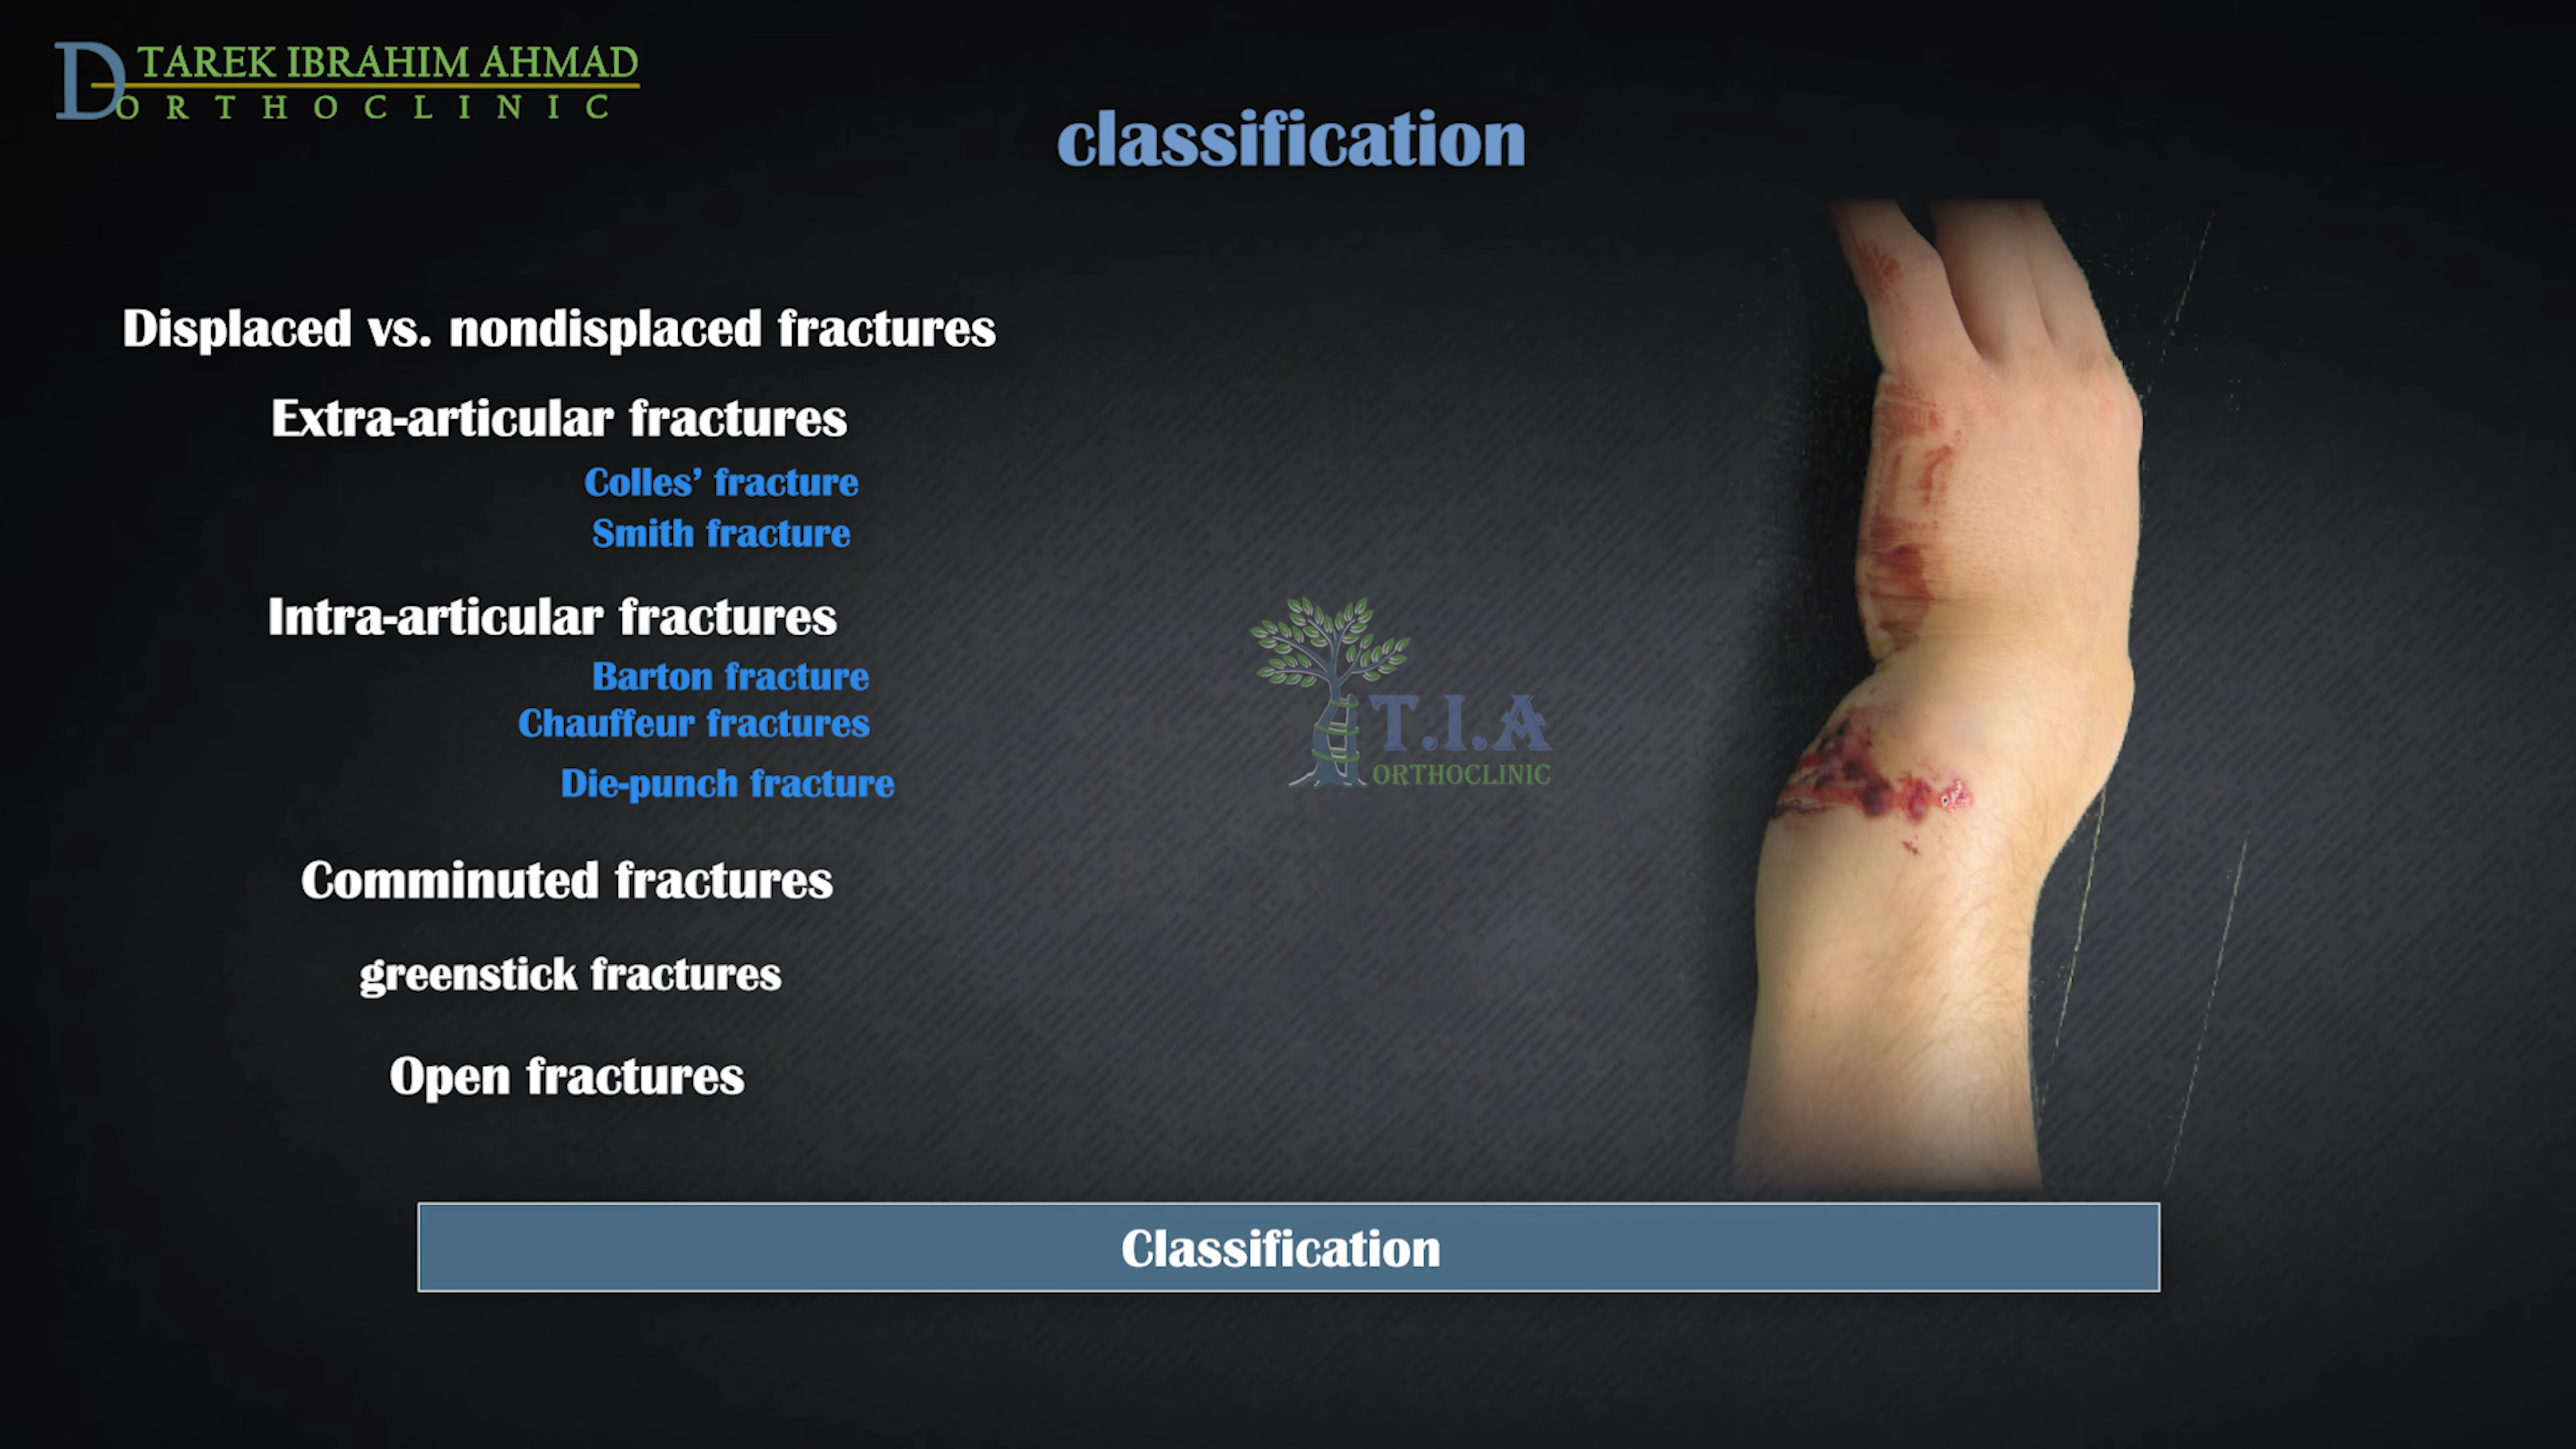 D TAREK IBRAHIM AHMAD
ORTHOCLINIC
classification
Displaced vs. nondisplaced fractures
Extra-articular fractures
Colles’ fracture
Smith fracture
Intra-articular fractures
Barton fracture
Chauffeur fractures
Die-punch fracture
Comminuted fractures
greenstick fractures
Open fractures
T.I.A
ORTHOCLINIC
Classification